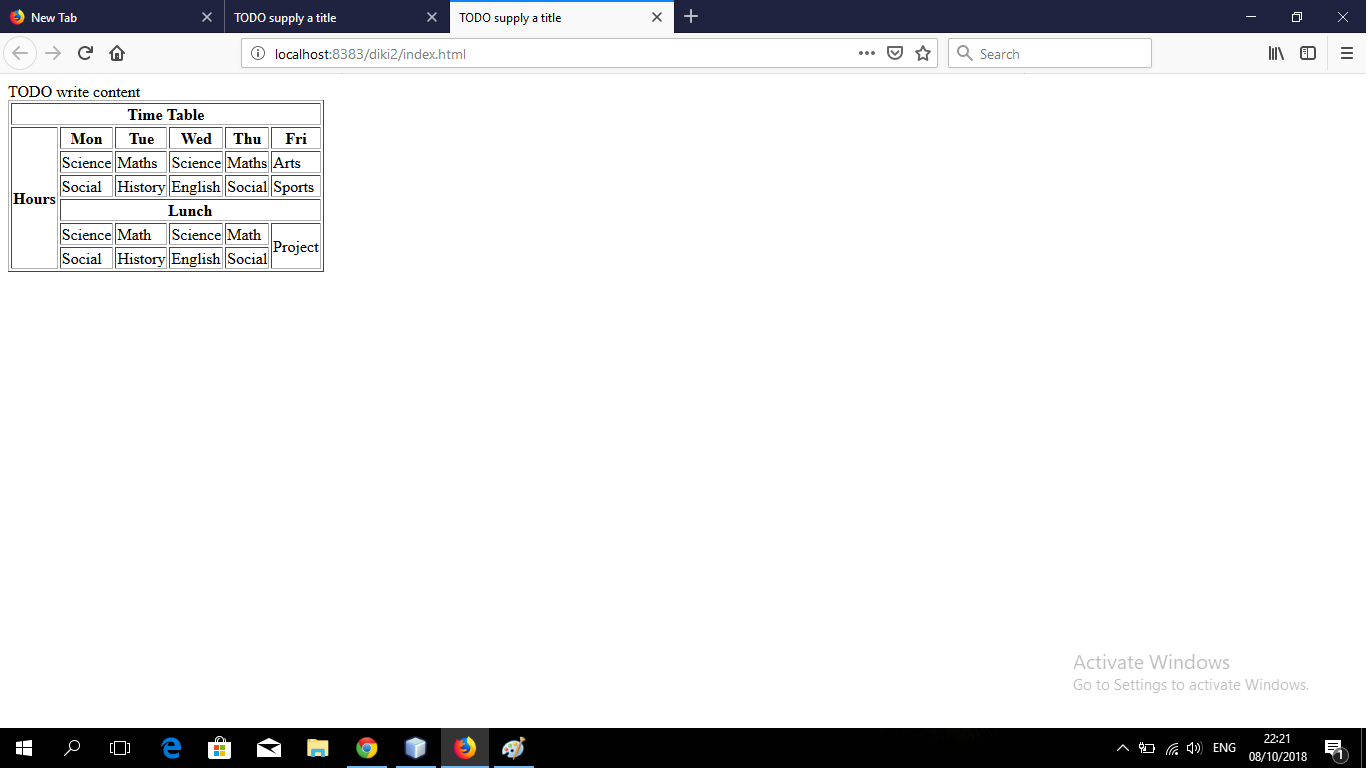 New Tab
TODO supply a title
TODO supply a title
localhost:8383/diki2/index.html
Search
TODO write content
Time Table
Hours
Mon Tue Wed Thu Fri
Science Maths Science Maths Arts
Social History English Social Sports
Lunch
Science Math Science Math Project
Social History English Social
Activate Windows
Go to Settings to activate Windows.
ENG
22:21
08/10/2018
1